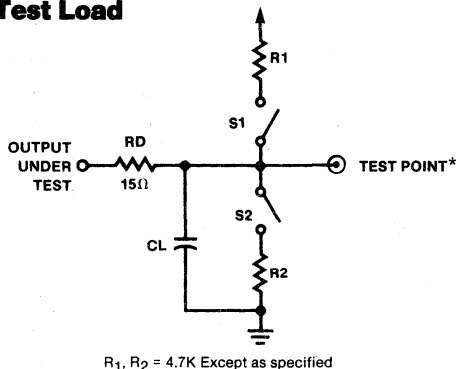 Test Load
R1
S1
RD
OUTPUT
UNDER
TEST
15Ω
TEST POINT*
S2
CL
R2
R1, R2 = 4.7K Except as specified